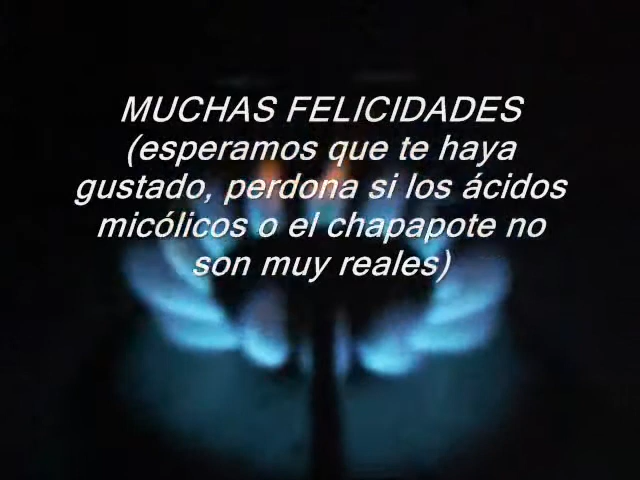 MUCHAS FELICIDADES
(esperamos que te haya
gustado, perdona si los ácidos
micólicos o el chapapote no
son muy reales)